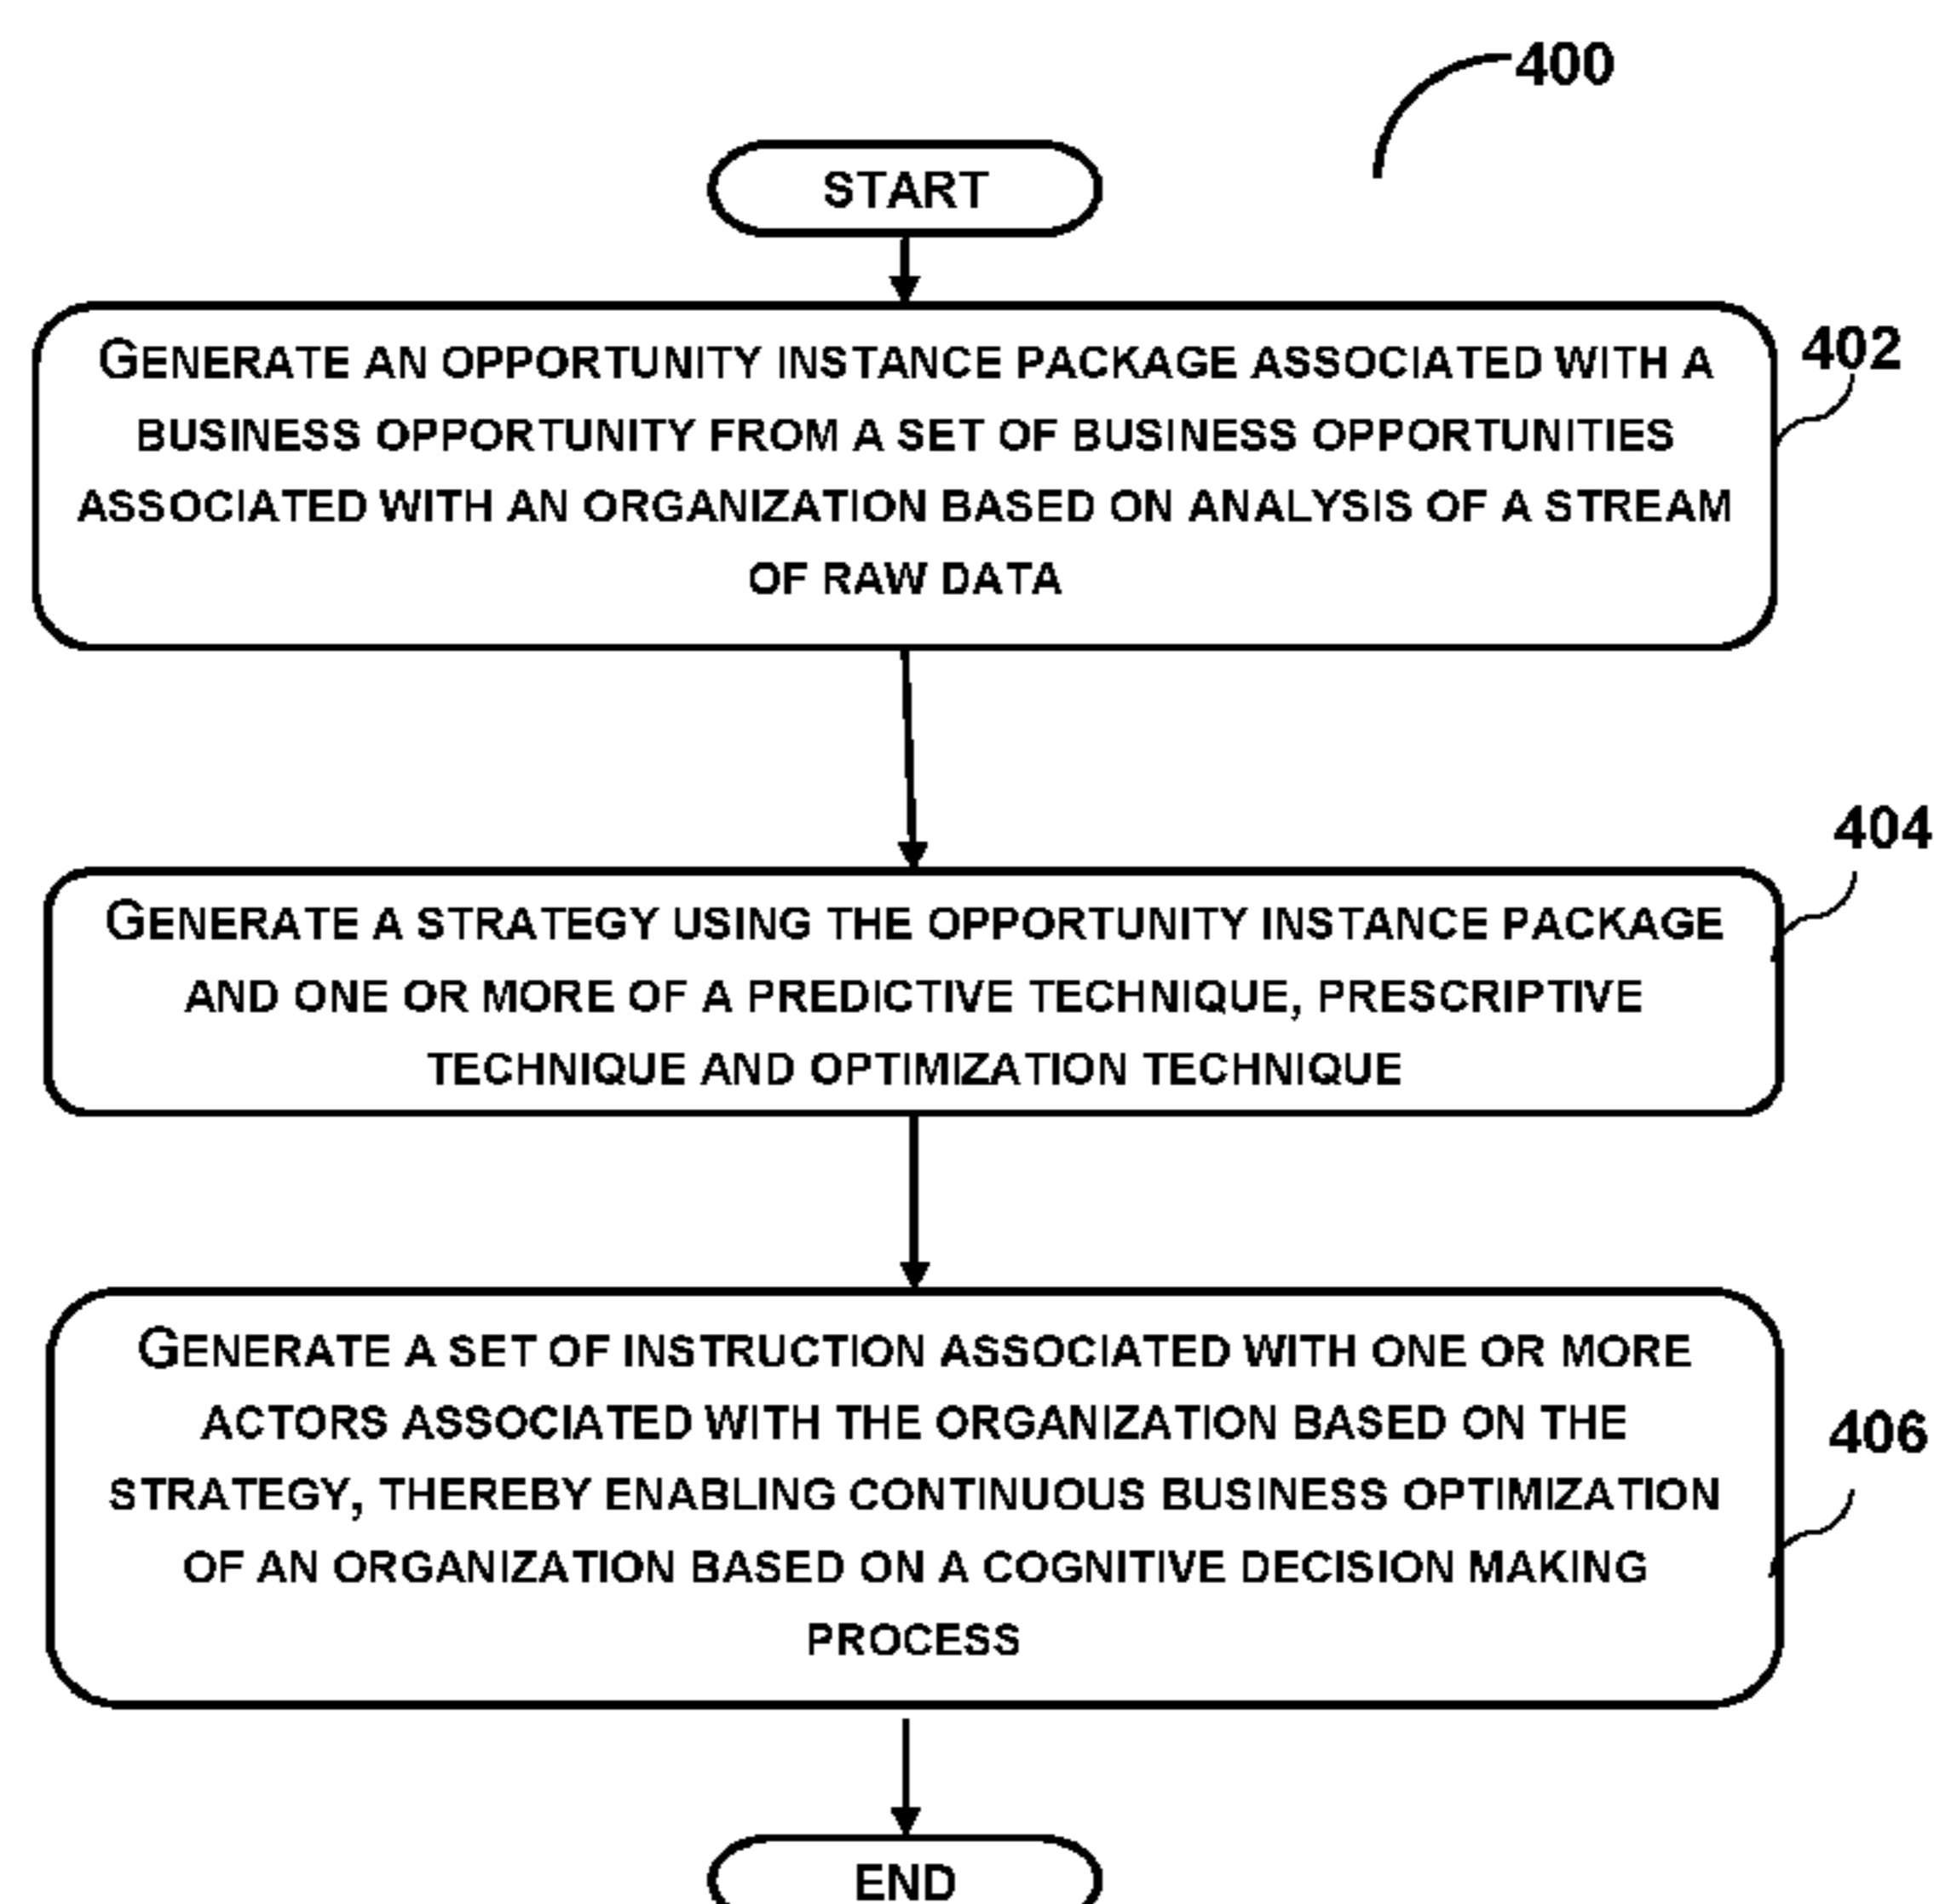 400
START
GENERATE AN OPPORTUNITY INSTANCE PACKAGE ASSOCIATED WITH A
BUSINESS OPPORTUNITY FROM A SET OF BUSINESS OPPORTUNITIES
ASSOCIATED WITH AN ORGANIZATION BASED ON ANALYSIS OF A STREAM
OF RAW DATA
402
404
GENERATE A STRATEGY USING THE OPPORTUNITY INSTANCE PACKAGE
AND ONE OR MORE OF A PREDICTIVE TECHNIQUE, PRESCRIPTIVE
TECHNIQUE AND OPTIMIZATION TECHNIQUE
GENERATE A SET OF INSTRUCTION ASSOCIATED WITH ONE OR MORE
ACTORS ASSOCIATED WITH THE ORGANIZATION BASED ON THE
STRATEGY, THEREBY ENABLING CONTINUOUS BUSINESS OPTIMIZATION
OF AN ORGANIZATION BASED ON A COGNITIVE DECISION MAKING
PROCESS
406
END